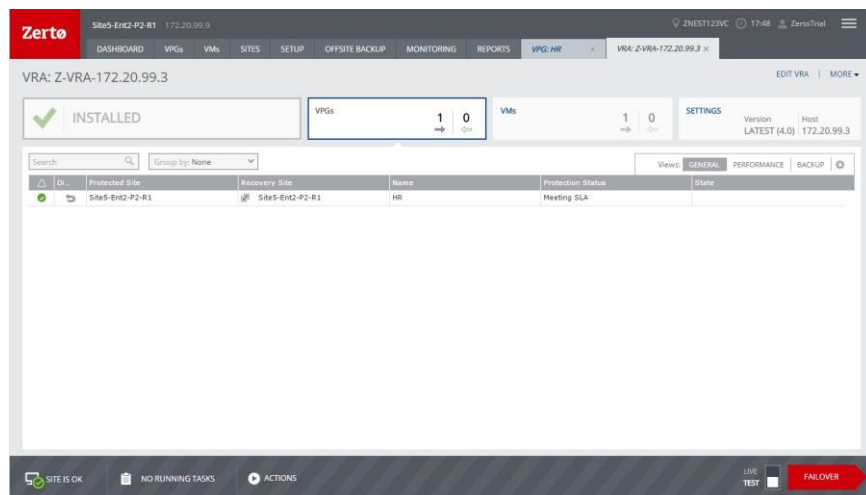 Zertø
Site5-Ent2-P2-R1 172.20.99.9
ZNEST123VC 17:48 ZertoTrial
DASHBOARD VPGs VMs SITES SETUP OFFSITE BACKUP MONITORING REPORTS VPG: HR × VRA: Z-VRA-172.20.99.3 ×
VRA: Z-VRA-172.20.99.3
EDIT VRA | MORE
INSTALLED
VPGs 1 0
VMs 1 0
SETTINGS Version Host
LATEST (4.0) 172.20.99.3
Search Group by: None
Views: GENERAL PERFORMANCE BACKUP
Di... Protected Site Recovery Site Name Protection Status State
Site5-Ent2-P2-R1 Site5-Ent2-P2-R1 HR Meeting SLA
SITE IS OK NO RUNNING TASKS ACTIONS
LIVE
TEST
FAILOVER